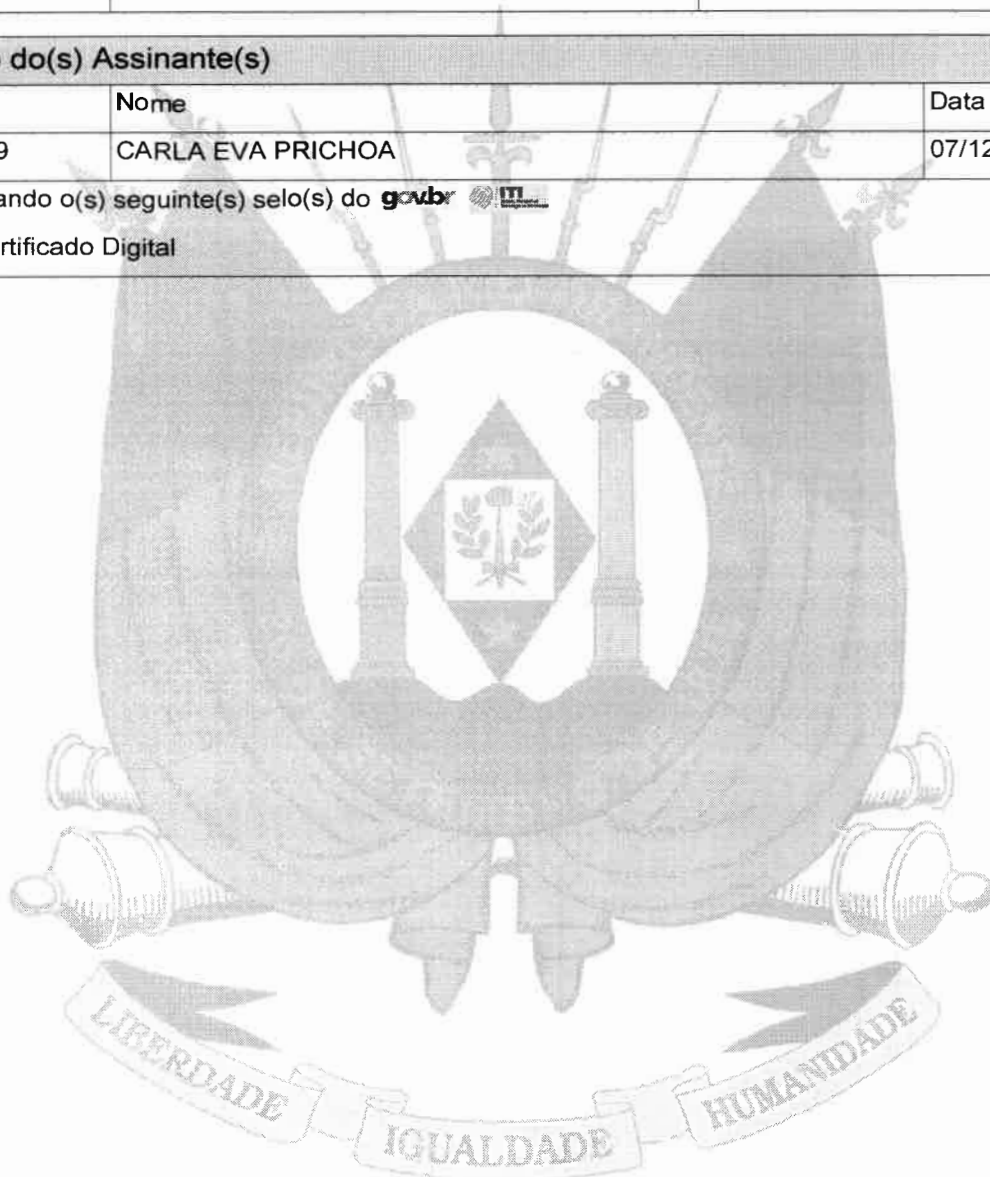 do(s) Assinante(s)
Nome Data
9 CARLA EVA PRICHOA 07/12
ando o(s) seguinte(s) selo(s) do gov.br ITI
rtificado Digital
LIBERDADE IGUALDADE HUMANIDADE